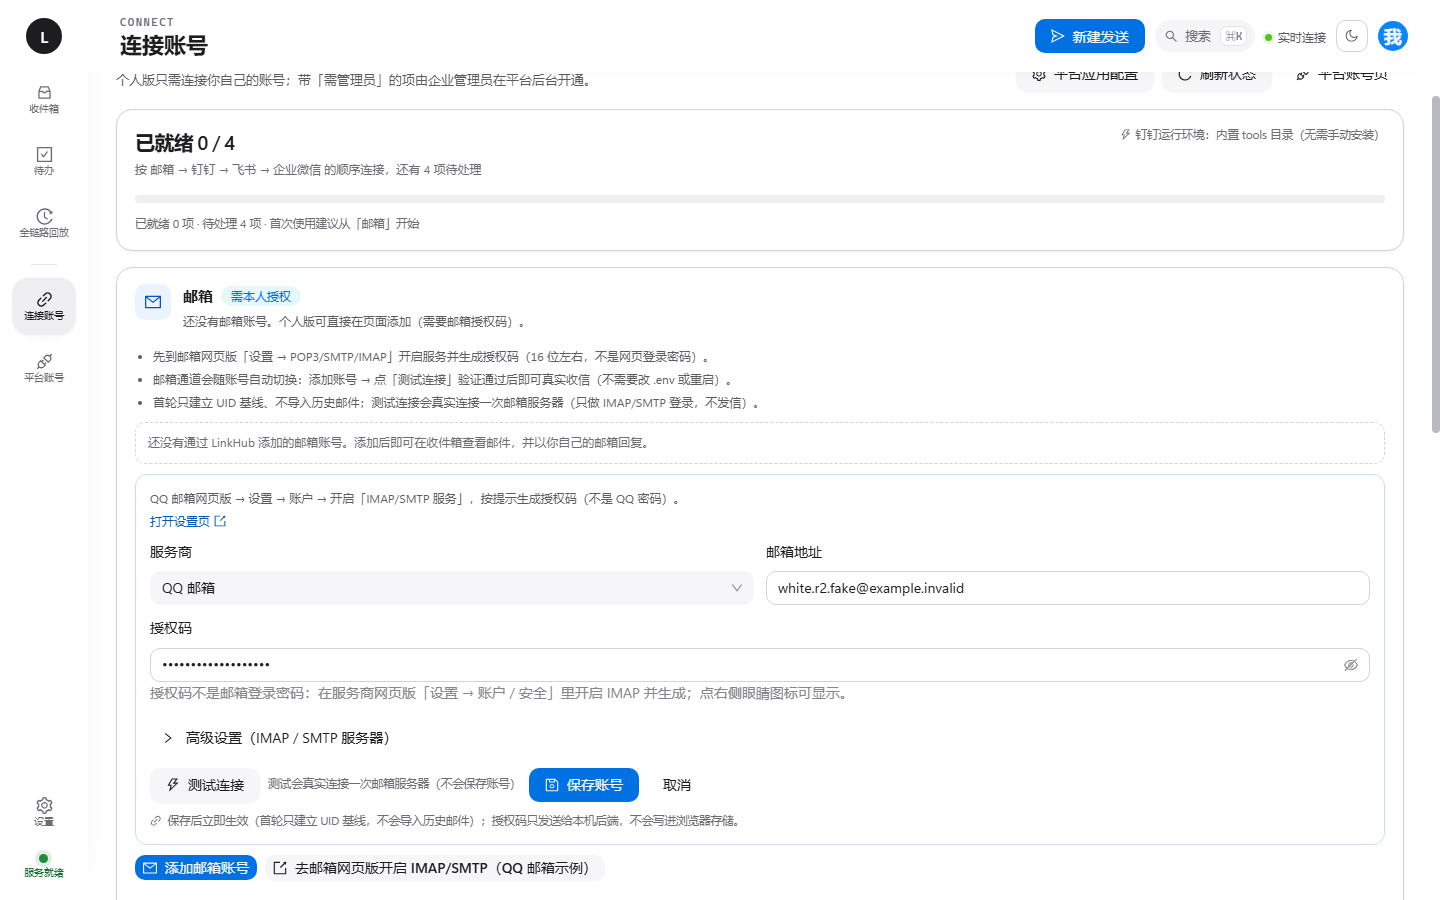 L
CONNECT
连接账号
新建发送
搜索
⌘K
实时连接
我
收件箱
待办
全链路回放
连接账号
平台账号
设置
服务就绪
个人版只需连接你自己的账号；带「需管理员」的项由企业管理员在平台后台开通。
平台应用配置
刷新状态
平台账号页
已就绪 0 / 4
钉钉运行环境：内置 tools 目录（无需手动安装）
按 邮箱 → 钉钉 → 飞书 → 企业微信 的顺序连接，还有 4 项待处理
已就绪 0 项 · 待处理 4 项 · 首次使用建议从「邮箱」开始
邮箱 需本人授权
还没有邮箱账号。个人版可直接在页面添加（需要邮箱授权码）。
• 先到邮箱网页版「设置 → POP3/SMTP/IMAP」开启服务并生成授权码（16 位左右，不是网页登录密码）。
• 邮箱通道会随账号自动切换：添加账号 → 点「测试连接」验证通过后即可真实收信（不需要改 .env 或重启）。
• 首轮只建立 UID 基线、不导入历史邮件；测试连接会真实连接一次邮箱服务器（只做 IMAP/SMTP 登录，不发信）。
还没有通过 LinkHub 添加的邮箱账号。添加后即可在收件箱查看邮件，并以你自己的邮箱回复。
QQ 邮箱网页版 → 设置 → 账户 → 开启「IMAP/SMTP 服务」，按提示生成授权码（不是 QQ 密码）。
打开设置页
服务商
邮箱地址
QQ 邮箱
white.r2.fake@example.invalid
授权码
•••••••••••••••••••
授权码不是邮箱登录密码：在服务商网页版「设置 → 账户 / 安全」里开启 IMAP 并生成；点右侧眼睛图标可显示。
高级设置（IMAP / SMTP 服务器）
测试连接
测试会真实连接一次邮箱服务器（不会保存账号）
保存账号
取消
保存后立即生效（首轮只建立 UID 基线，不会导入历史邮件）；授权码只发送给本机后端，不会写进浏览器存储。
添加邮箱账号
去邮箱网页版开启 IMAP/SMTP（QQ 邮箱示例）